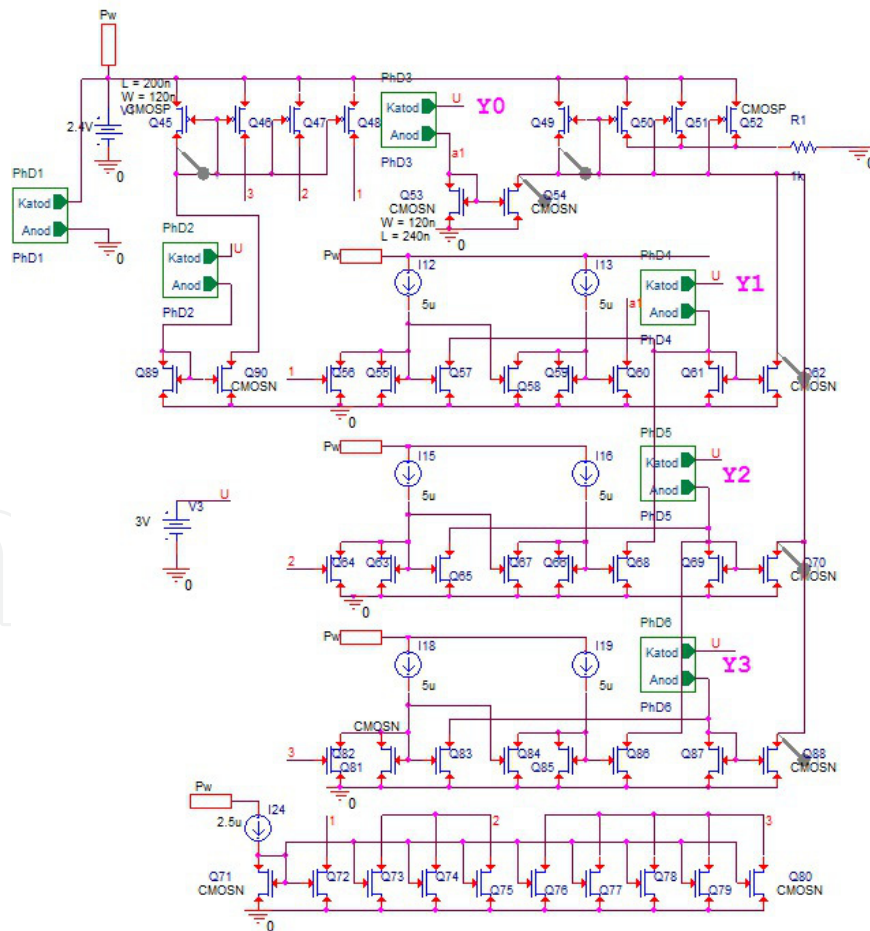 Pw
L = 200n
W = 120n
CMOSP
2.4V
0
Q45
Q46
Q47
Q48
3
2
1
PhD3
Katod
Anod
PhD3
U
Y0
a1
Q49
Q50
Q51
CMOSP
Q52
R1
1k
0
PhD1
Katod
Anod
PhD1
0
Q53
CMOSN
W = 120n
L = 240n
0
Q54
CMOSN
PhD2
Katod
Anod
PhD2
U
Pw
I12
5u
I13
5u
a1
PhD4
Katod
Anod
PhD4
U
Y1
Q89
Q90
CMOSN
1
Q56
Q55
Q57
Q58
Q59
Q60
Q61
Q62
CMOSN
0
Pw
I15
5u
I16
5u
PhD5
Katod
Anod
PhD5
U
Y2
3V
V3
U
0
2
Q64
Q63
Q65
Q67
Q66
Q68
Q69
Q70
CMOSN
0
Pw
I18
5u
I19
5u
PhD6
Katod
Anod
PhD6
U
Y3
CMOSN
3
Q82
Q81
Q83
Q84
Q85
Q86
Q87
Q88
CMOSN
0
Pw
I24
2.5u
1
2
3
Q71
CMOSN
Q72
Q73
Q74
Q75
Q76
Q77
Q78
Q79
Q80
CMOSN
0